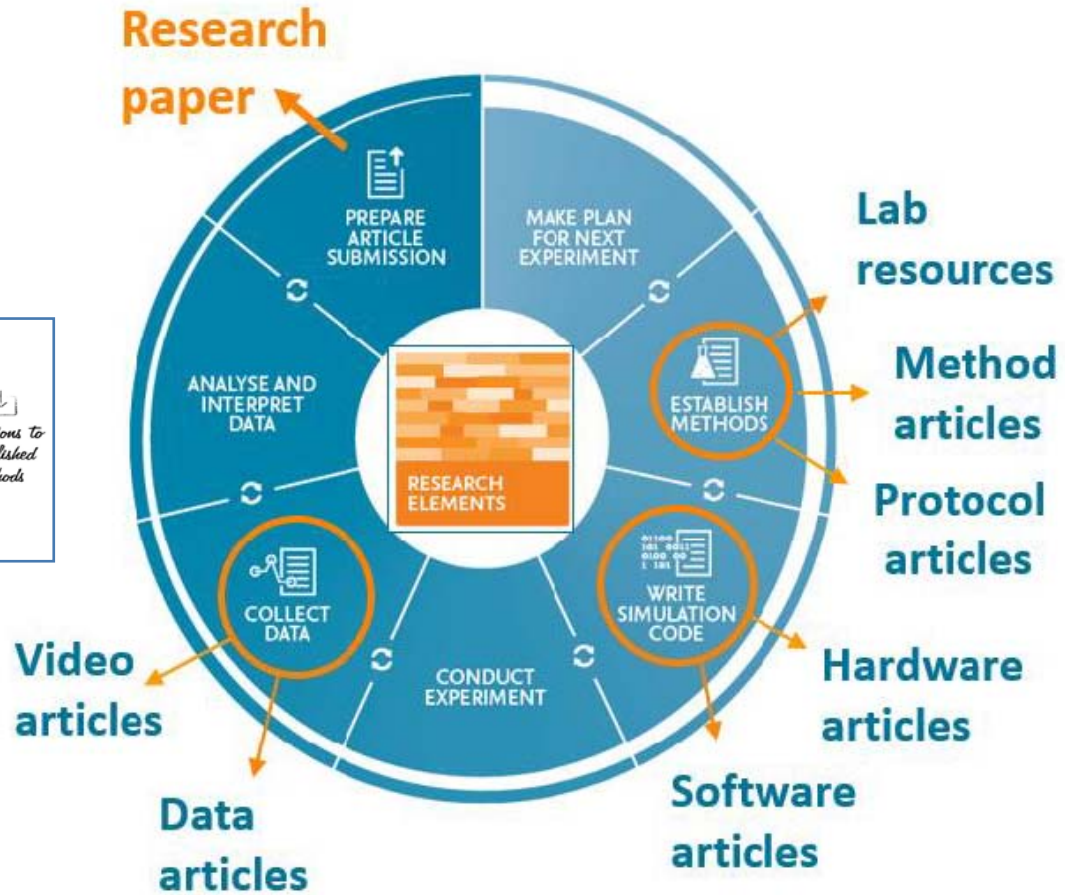 Research
paper
PREPARE
ARTICLE
SUBMISSION
MAKE PLAN
FOR NEXT
EXPERIMENT
Lab
resources
ESTABLISH
METHODS
Method
articles
Protocol
articles
ANALYSE AND
INTERPRET
DATA
RESEARCH
ELEMENTS
to
WRITE
SIMULATION
CODE
COLLECT
DATA
CONDUCT
EXPERIMENT
Video
articles
Hardware
articles
Data
articles
Software
articles